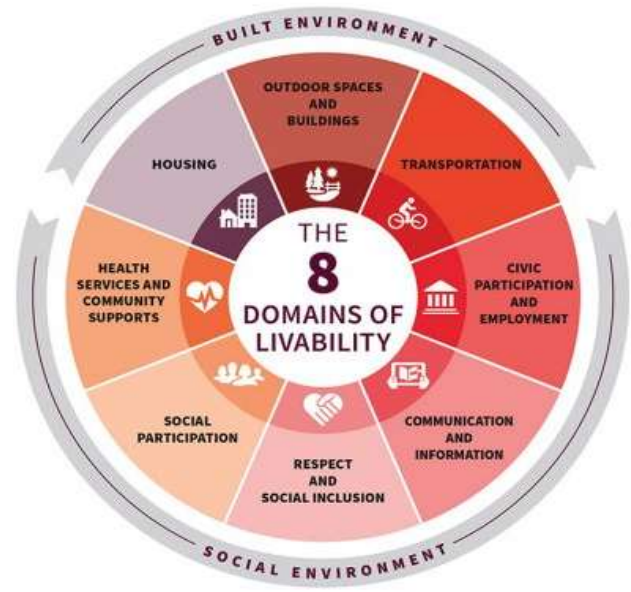 BUILT ENVIRONMENT
OUTDOOR SPACES
AND
BUILDINGS
TRANSPORTATION
CIVIC
PARTICIPATION
AND
EMPLOYMENT
COMMUNICATION
AND
INFORMATION
RESPECT
AND
SOCIAL INCLUSION
SOCIAL
PARTICIPATION
HEALTH
SERVICES AND
COMMUNITY
SUPPORTS
HOUSING
THE
8
DOMAINS OF
LIVABILITY
SOCIAL ENVIRONMENT